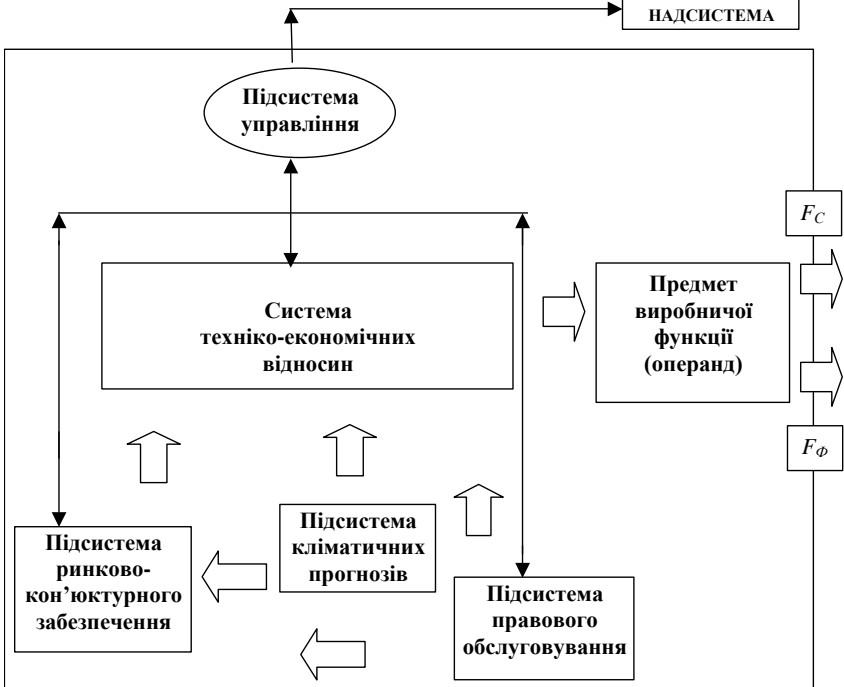 НАДСИСТЕМА
Підсистема
управління
F_C
Система
техніко-економічних
відносин
Предмет
виробничої
функції
(операнд)
F_Ф
Підсистема
ринково-
кон’юктурного
забезпечення
Підсистема
кліматичних
прогнозів
Підсистема
правового
обслуговування